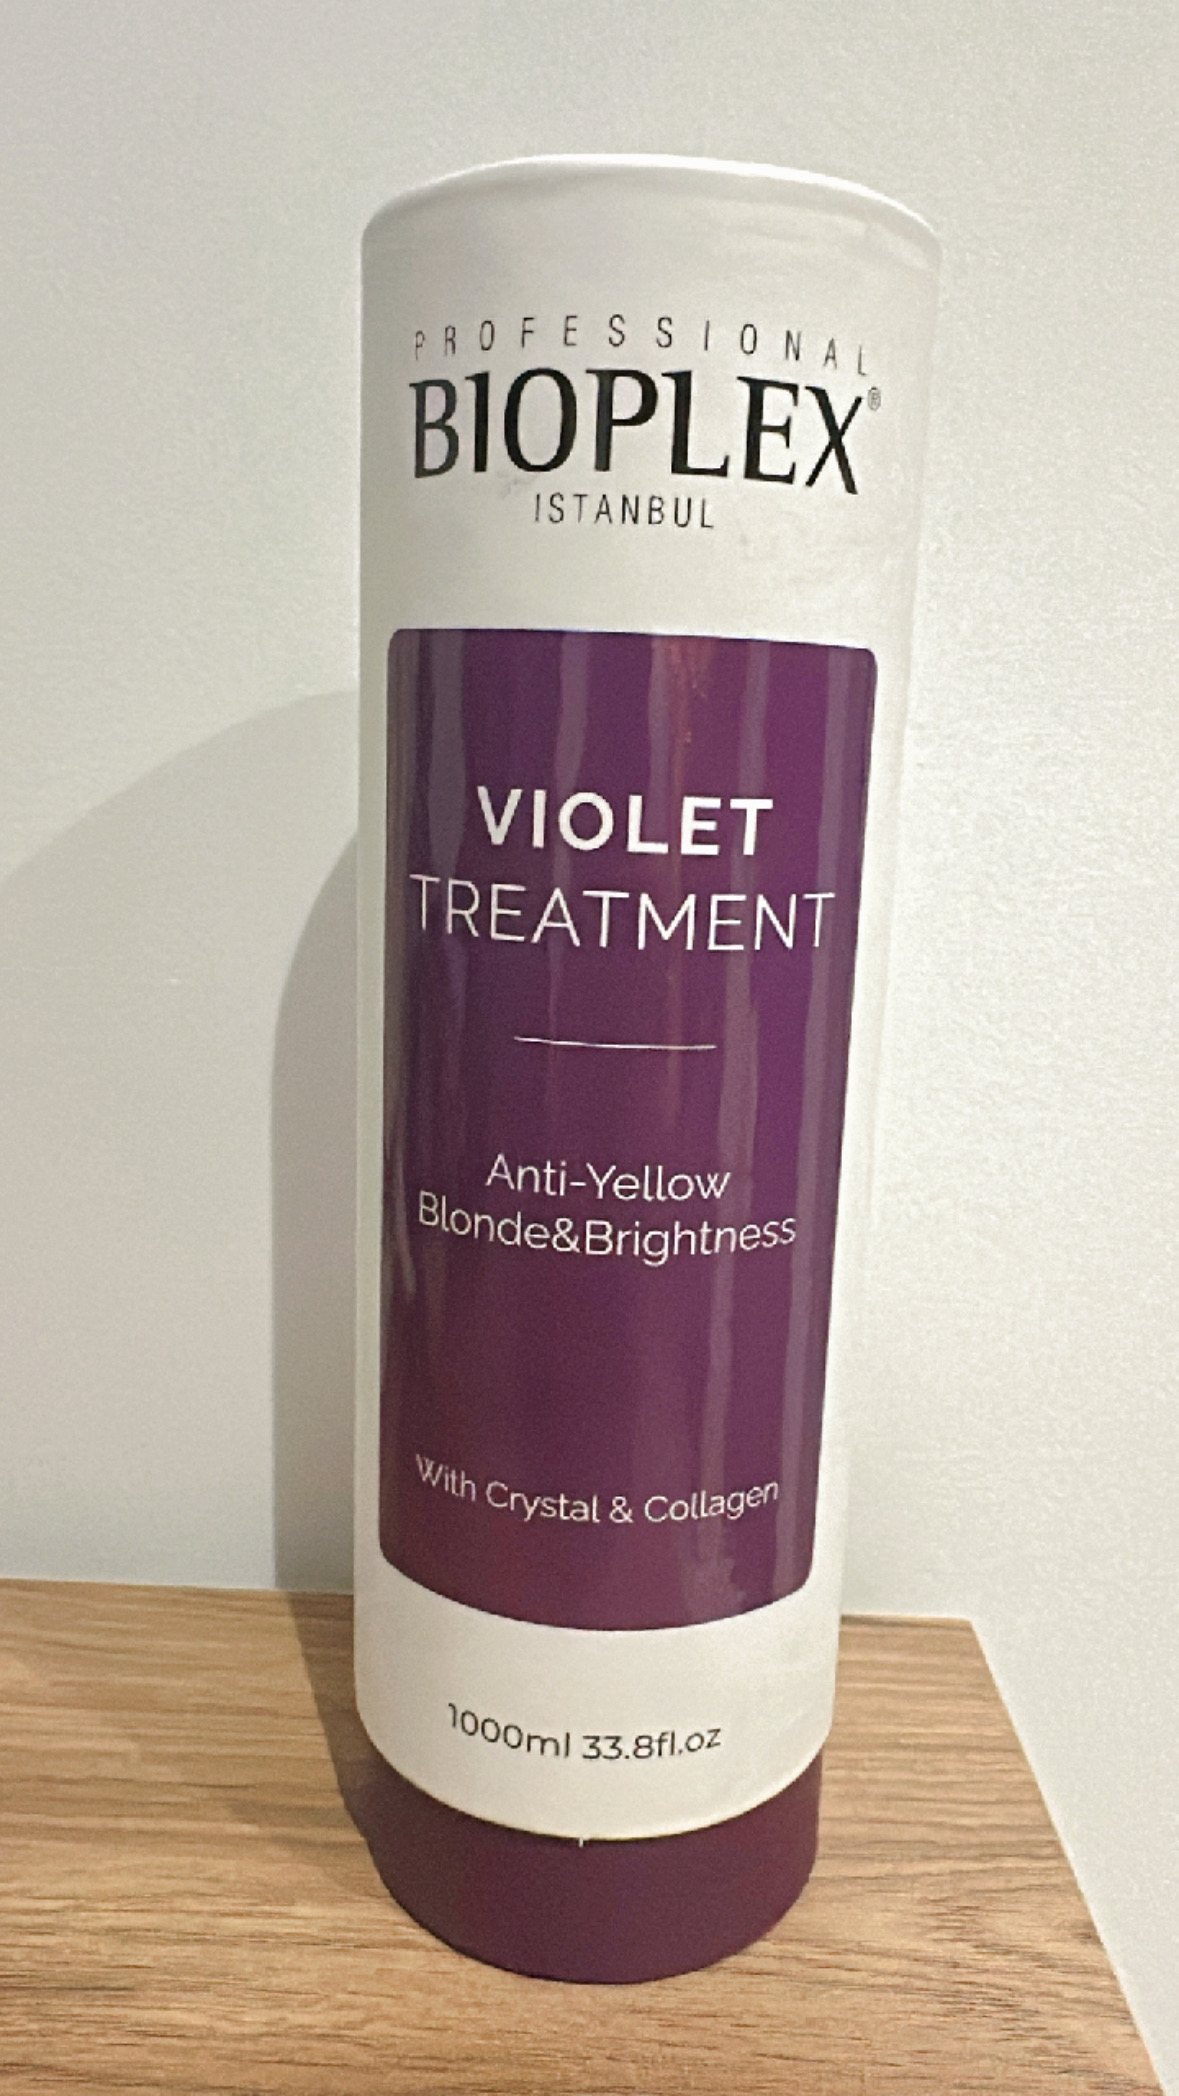 PROFESSIONAL
BIOPLEX®
ISTANBUL
VIOLET
TREATMENT
Anti-Yellow
Blonde&Brightness
With Crystal & Collagen
1000ml 33.8fl.oz